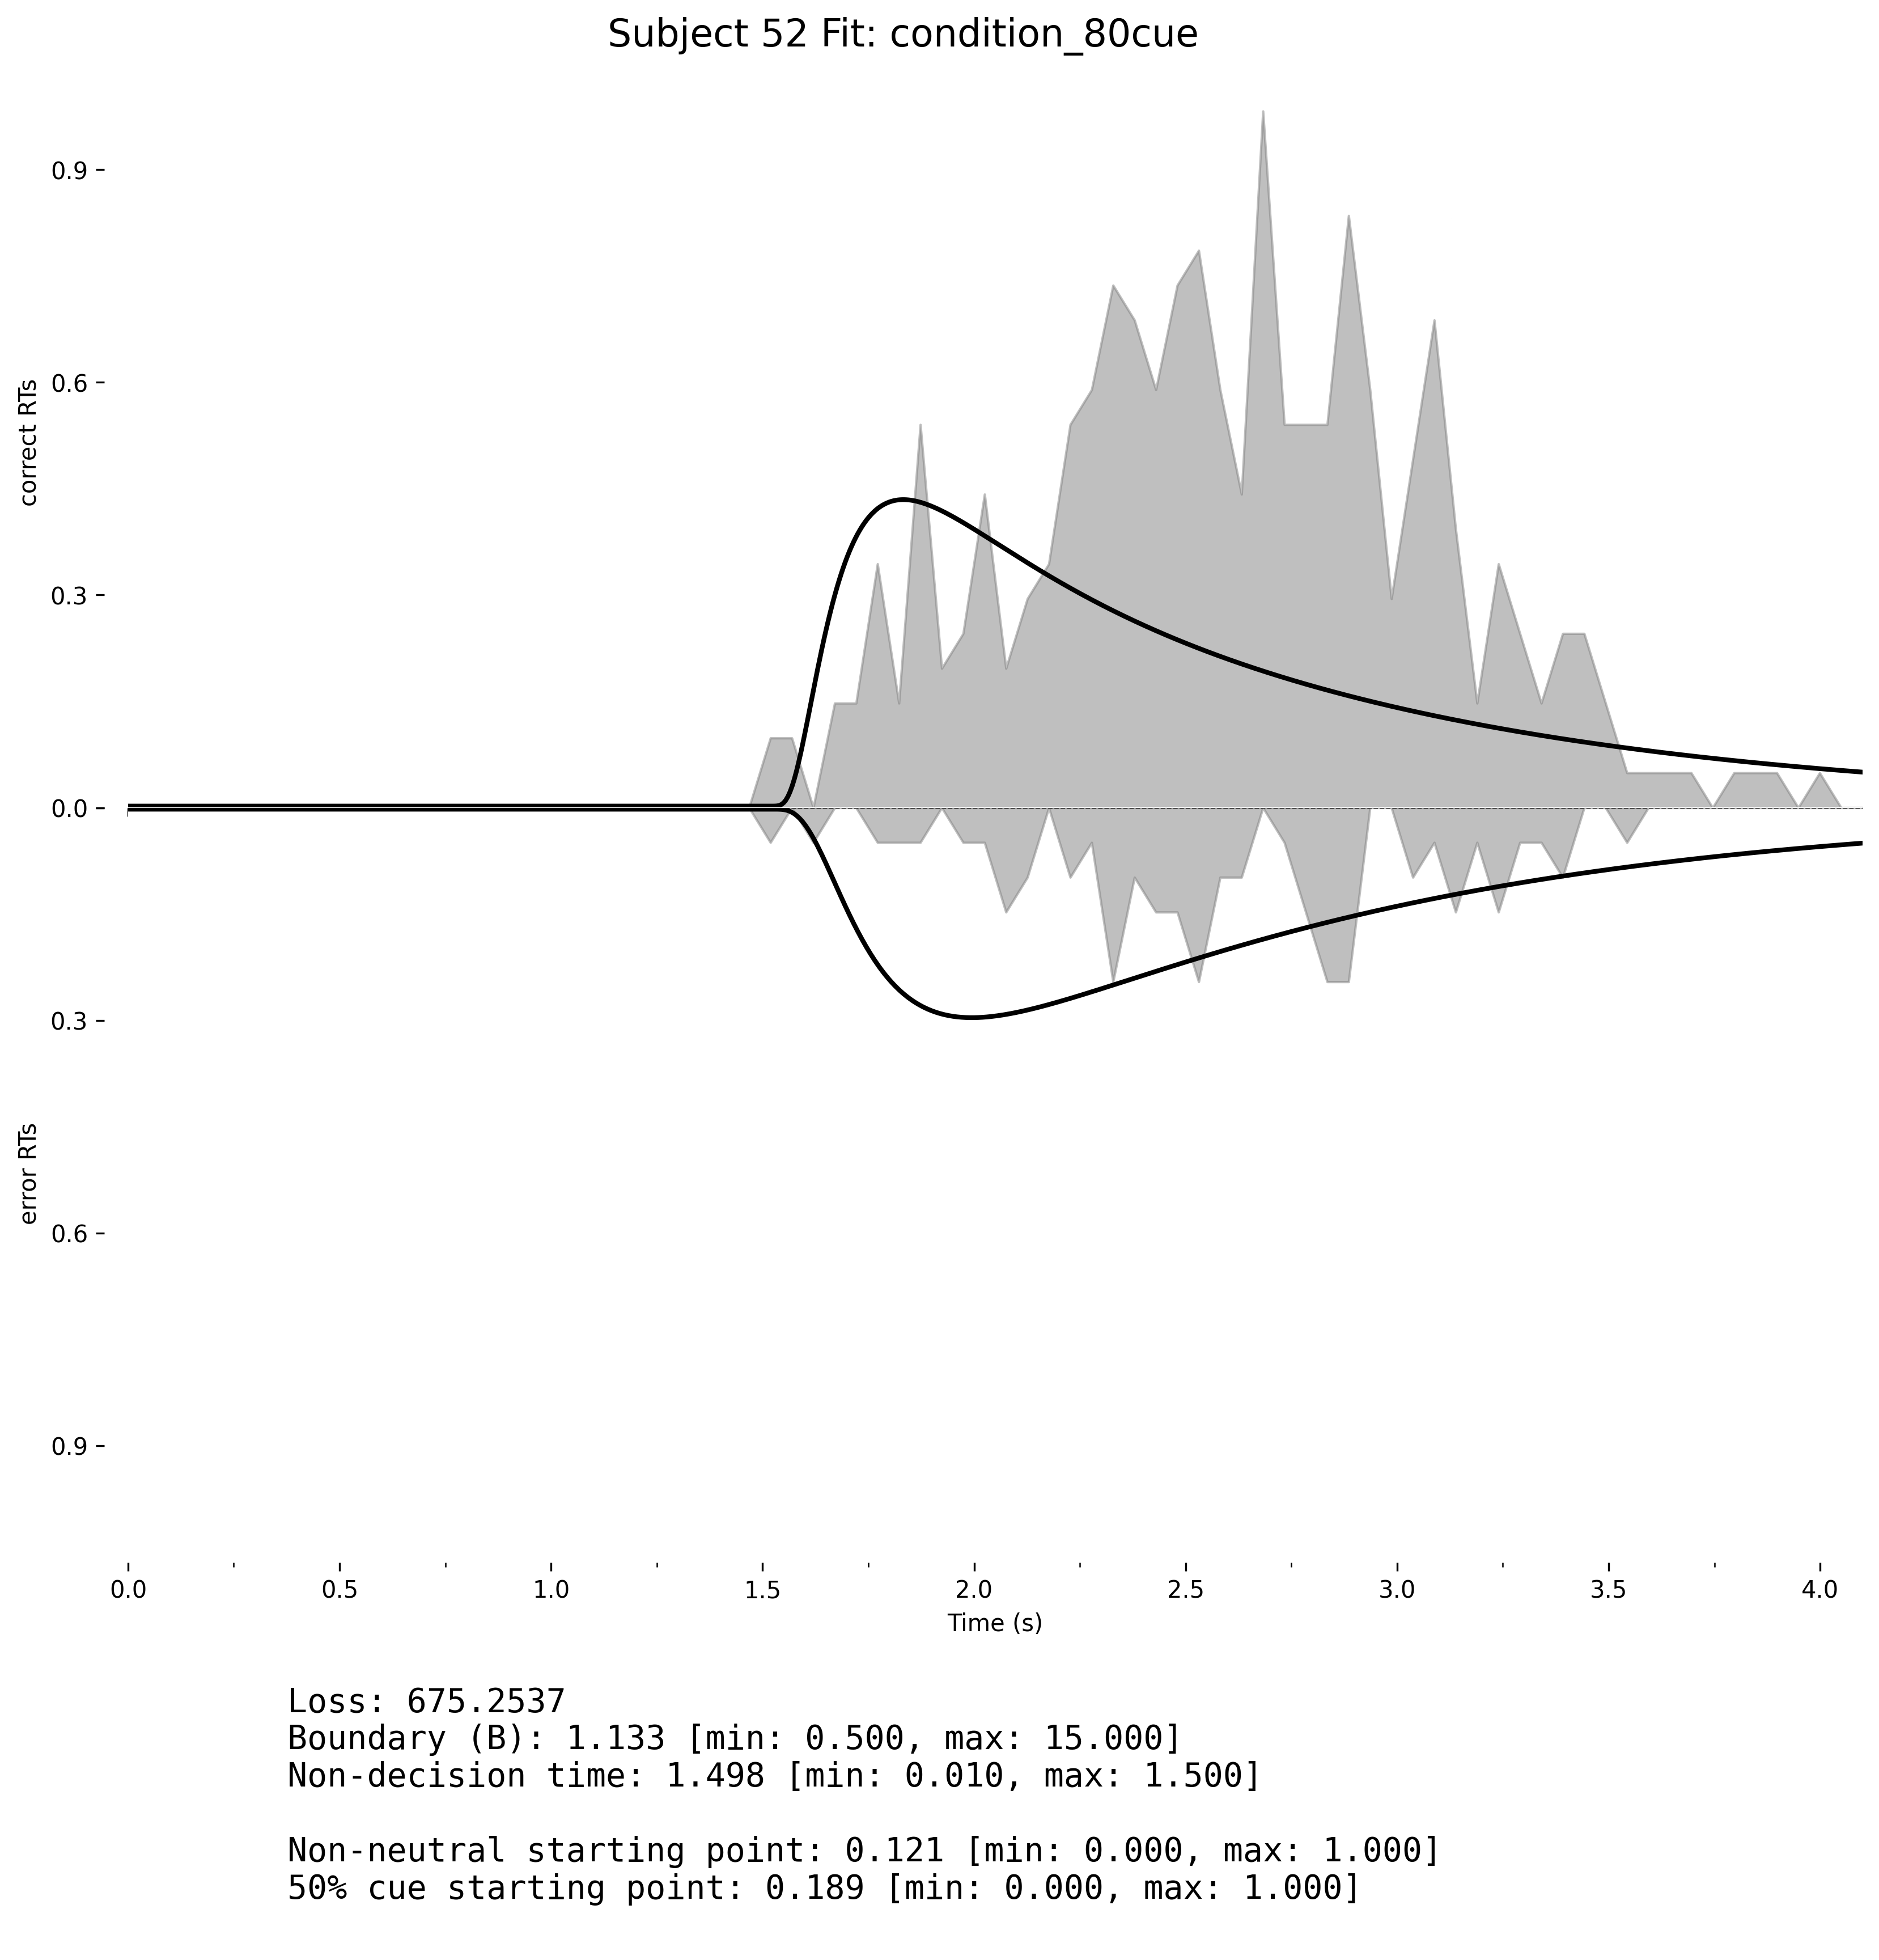 Subject 52 Fit: condition_80cue
0.9
0.6
correct RTs
0.3
0.0
0.3
error RTs
0.6
0.9
0.0 0.5 1.0 1.5 2.0 2.5 3.0 3.5 4.0
Time (s)
Loss: 675.2537
Boundary (B): 1.133 [min: 0.500, max: 15.000]
Non-decision time: 1.498 [min: 0.010, max: 1.500]
Non-neutral starting point: 0.121 [min: 0.000, max: 1.000]
50% cue starting point: 0.189 [min: 0.000, max: 1.000]